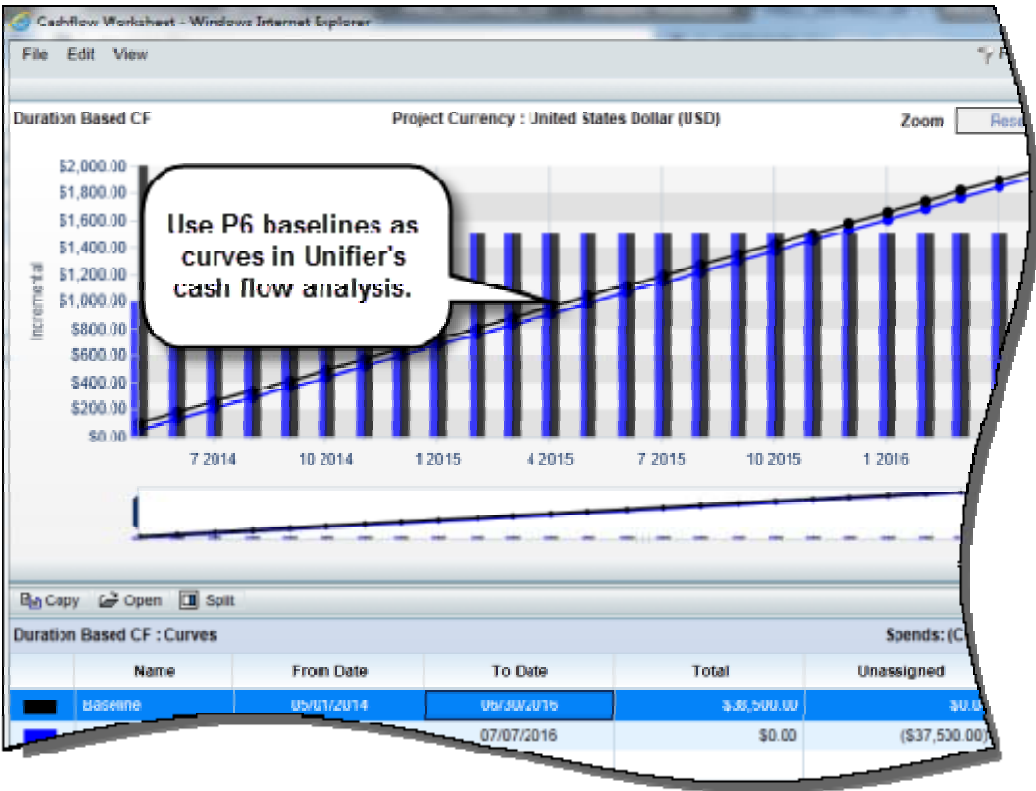 Cashflow Worksheet - Windows Internet Explorer
File Edit View
Duration Based CF Project Currency : United States Dollar (USD) Zoom Rese
$2,000.00
$1,800.00
$1,600.00
$1,400.00
$1,200.00
$1,000.00
$800.00
$600.00
$400.00
$200.00
$0.00
Incremental
Use P6 baselines as
curves in Unifier's
cash flow analysis.
7 2014 10 2014 1 2015 4 2015 7 2015 10 2015 1 2016
Copy Open Split
Duration Based CF : Curves Spends: (C
Name From Date To Date Total Unassigned
Baseline 05/01/2014 06/30/2016 $38,500.00 $0.0
07/07/2016 $0.00 ($37,500.00)